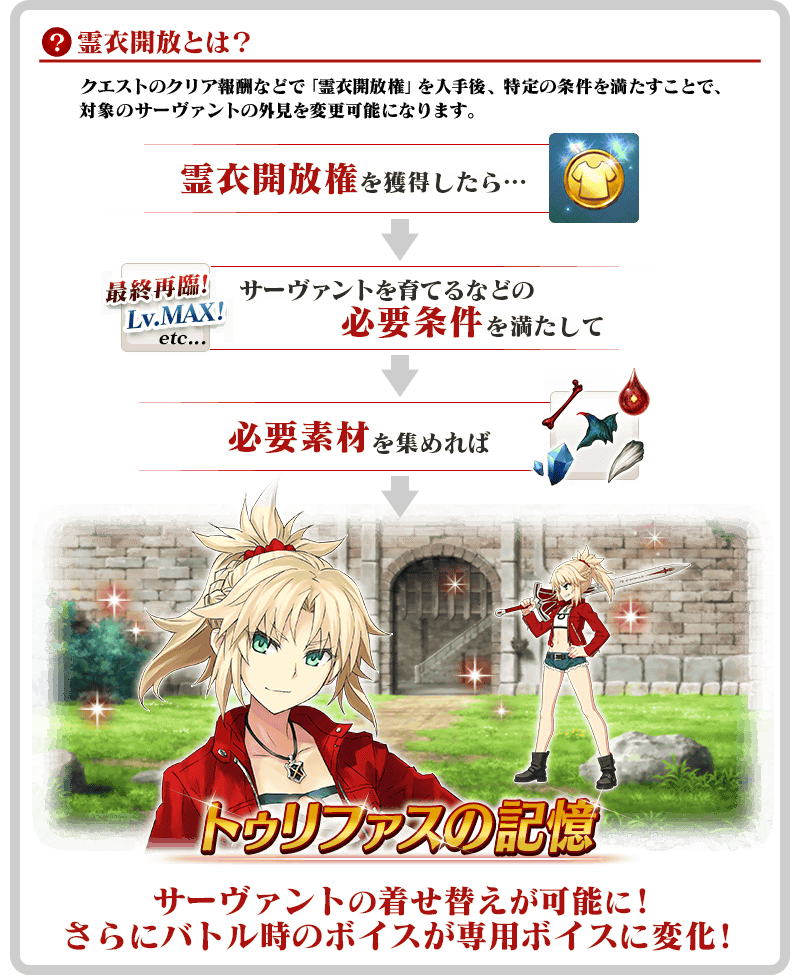 ? 霊衣開放とは?
クエストのクリア報酬などで「霊衣開放権」を入手後、特定の条件を満たすことで、
対象のサーヴァントの外見を変更可能になります。
霊衣開放権を獲得したら…
最終再臨!
Lv.MAX!
etc...
サーヴァントを育てるなどの
必要条件を満たして
必要素材を集めれば
トゥリファスの記憶
サーヴァントの着せ替えが可能に!
さらにバトル時のボイスが専用ボイスに変化!